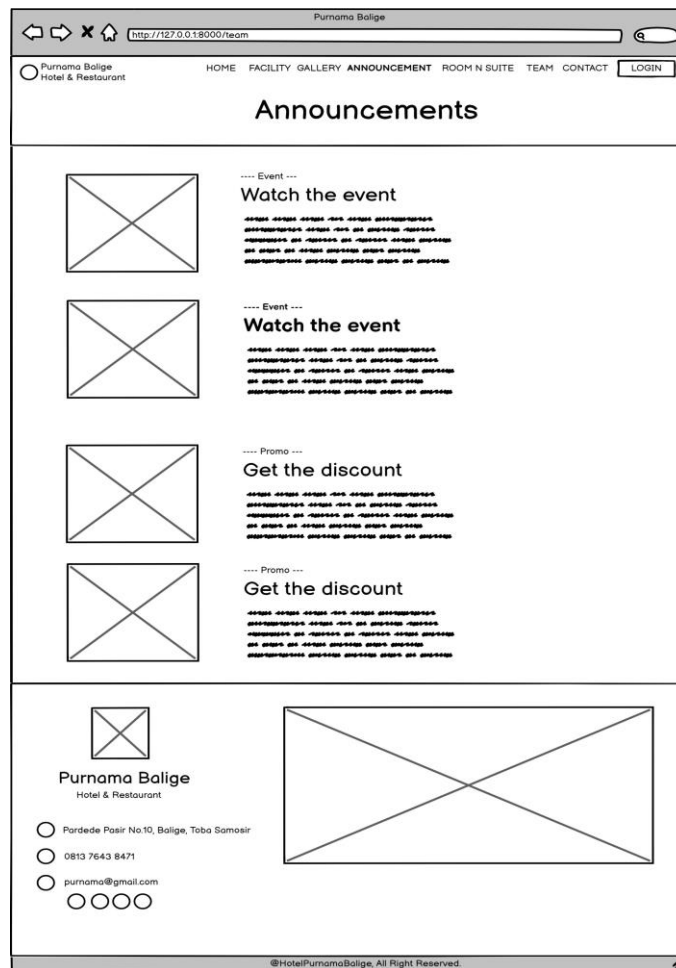 Purnama Balige
http://127.0.0.1:8000/team
Purnama Balige
Hotel & Restaurant
HOME FACILITY GALLERY ANNOUNCEMENT ROOM N SUITE TEAM CONTACT LOGIN
Announcements
---- Event ---
Watch the event
---- Event ---
Watch the event
---- Promo ---
Get the discount
---- Promo ---
Get the discount
Purnama Balige
Hotel & Restaurant
Pardede Pasir No.10, Balige, Toba Samosir
0813 7643 8471
purnama@gmail.com
@HotelPurnamaBalige, All Right Reserved.